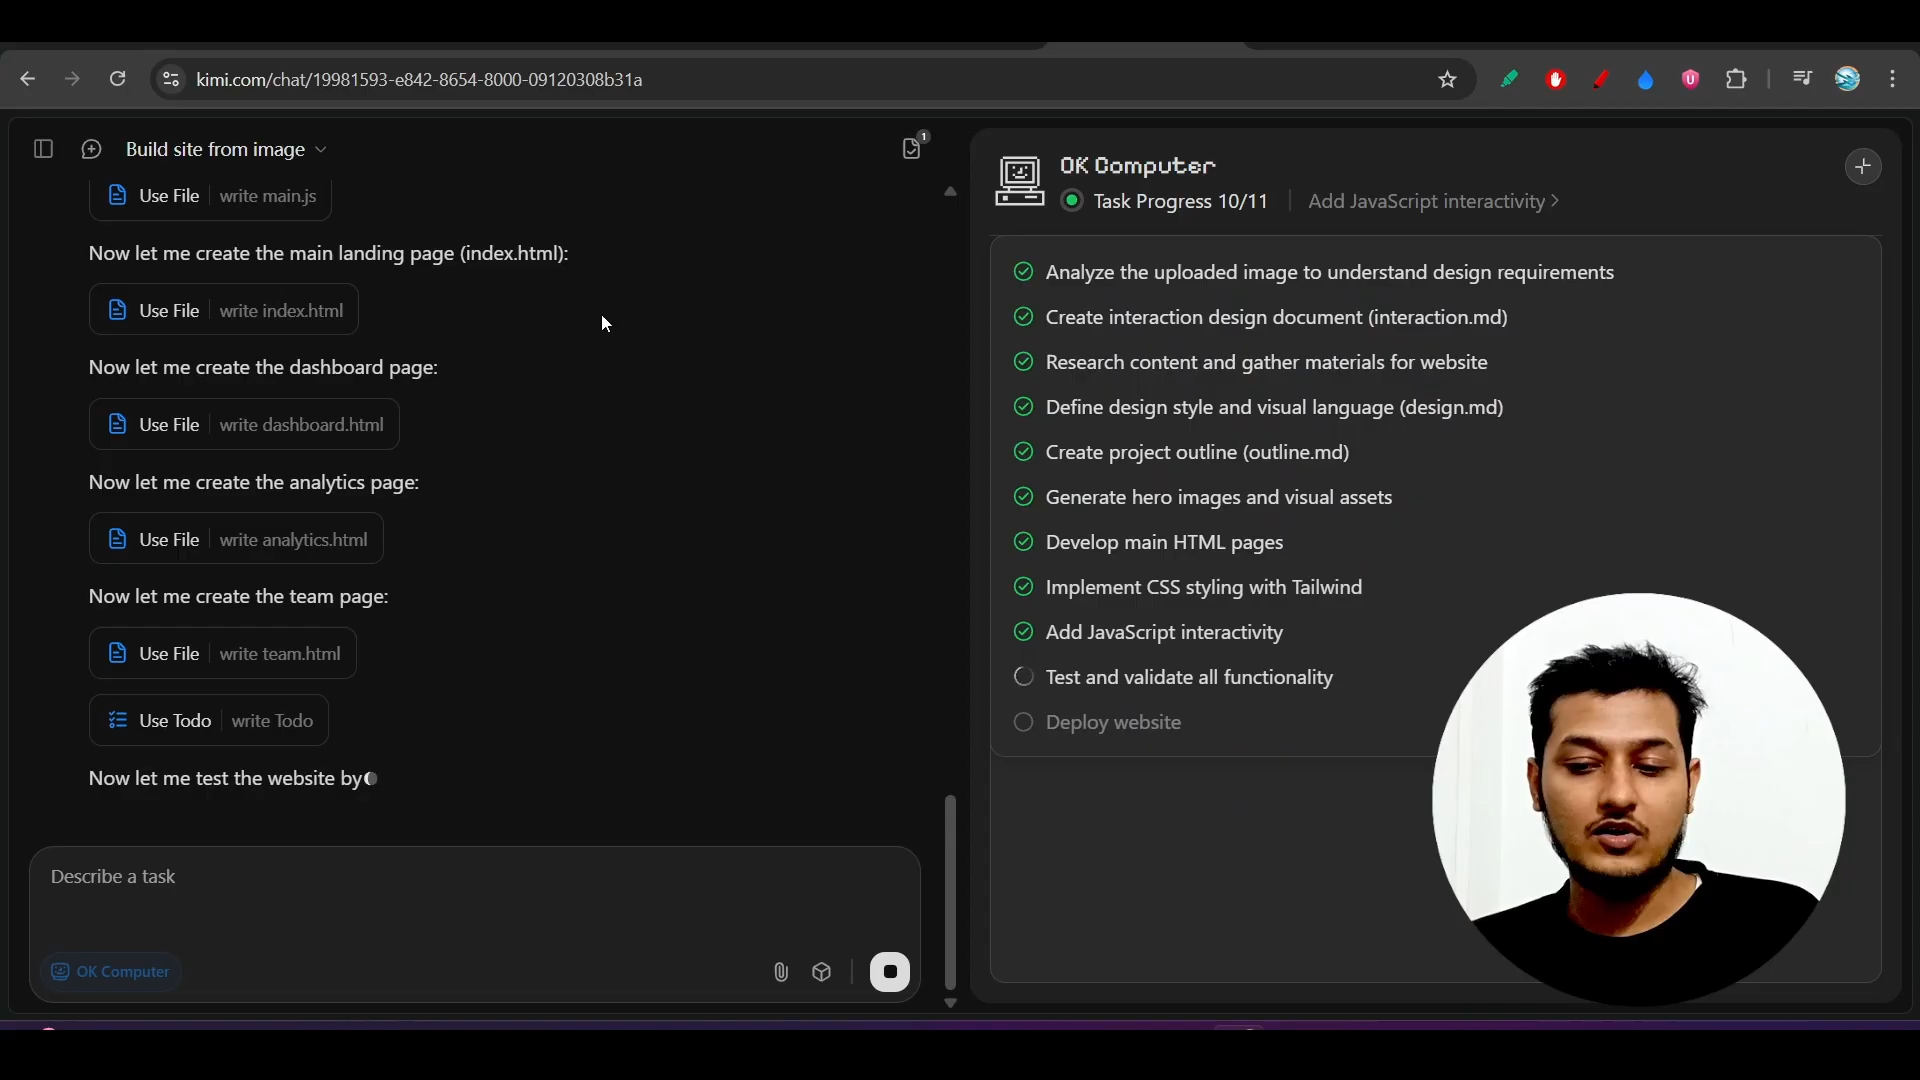 kimi.com/chat/19981593-e842-8654-8000-09120308b31a
Build site from image
1
Use File write main.js
Now let me create the main landing page (index.html):
Use File write index.html
Now let me create the dashboard page:
Use File write dashboard.html
Now let me create the analytics page:
Use File write analytics.html
Now let me create the team page:
Use File write team.html
Use Todo write Todo
Now let me test the website by
Describe a task
OK Computer
OK Computer
Task Progress 10/11 Add JavaScript interactivity >
Analyze the uploaded image to understand design requirements
Create interaction design document (interaction.md)
Research content and gather materials for website
Define design style and visual language (design.md)
Create project outline (outline.md)
Generate hero images and visual assets
Develop main HTML pages
Implement CSS styling with Tailwind
Add JavaScript interactivity
Test and validate all functionality
Deploy website